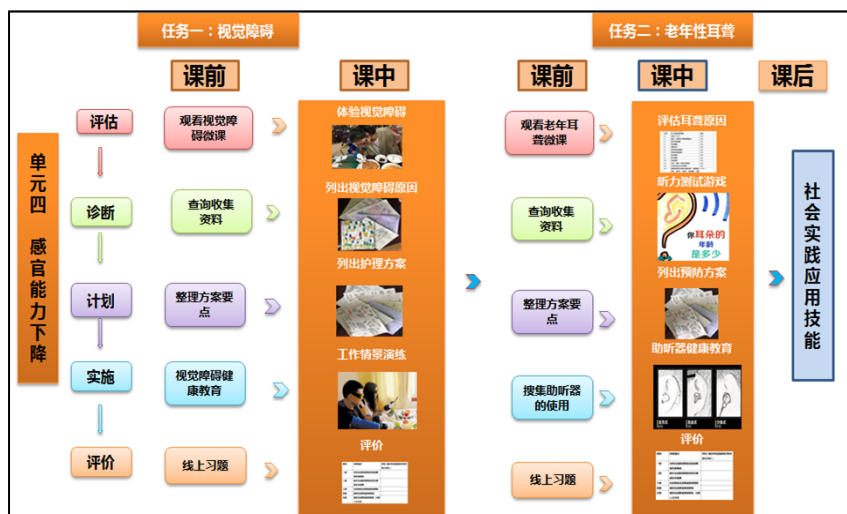 任务一：视觉障碍
任务二：老年性耳聋
课前
课中
课前
课中
课后
单元四 感官能力下降
评估
诊断
计划
实施
评价
观看视觉障
碍微课
查询收集
资料
整理方案要
点
视觉障碍健
康教育
线上习题
体验视觉障碍
列出视觉障碍原因
列出护理方案
工作情景演练
评价
观看老年耳
聋微课
查询收集
资料
整理方案要
点
搜集助听器
的使用
线上习题
评估耳聋原因
听力测试游戏
你耳朵的
年龄
是多少
列出预防方案
助听器健康教育
评价
社会实践应用技能